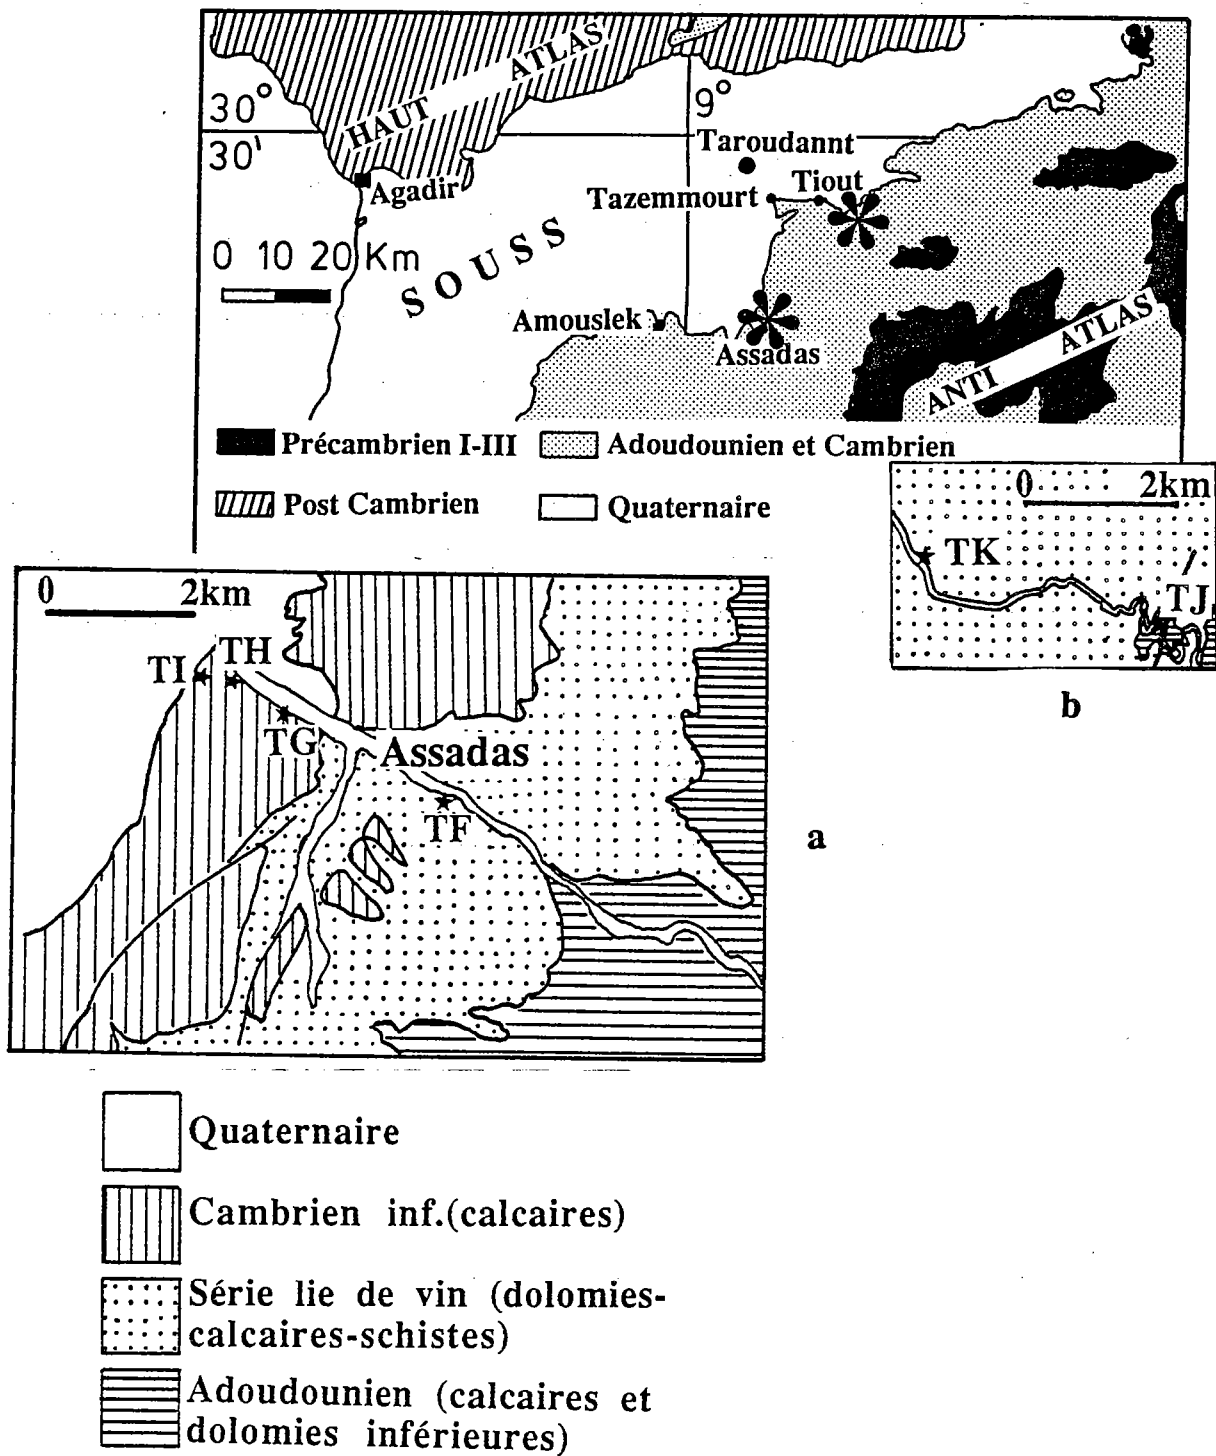 HAUT ATLAS
30°
30'
9°
Taroudannt
Agadir
Tazemmourt
Tiout
0 10 20 Km
SOUSS
Amouslek
Assadas
ANTI ATLAS
Précambrien I-III
Adoudounien et Cambrien
Post Cambrien
Quaternaire
0 2km
TK
TJ
b
0 2km
TI
TH
TG
Assadas
TF
a
Quaternaire
Cambrien inf.(calcaires)
Série lie de vin (dolomies-
calcaires-schistes)
Adoudounien (calcaires et
dolomies inférieures)